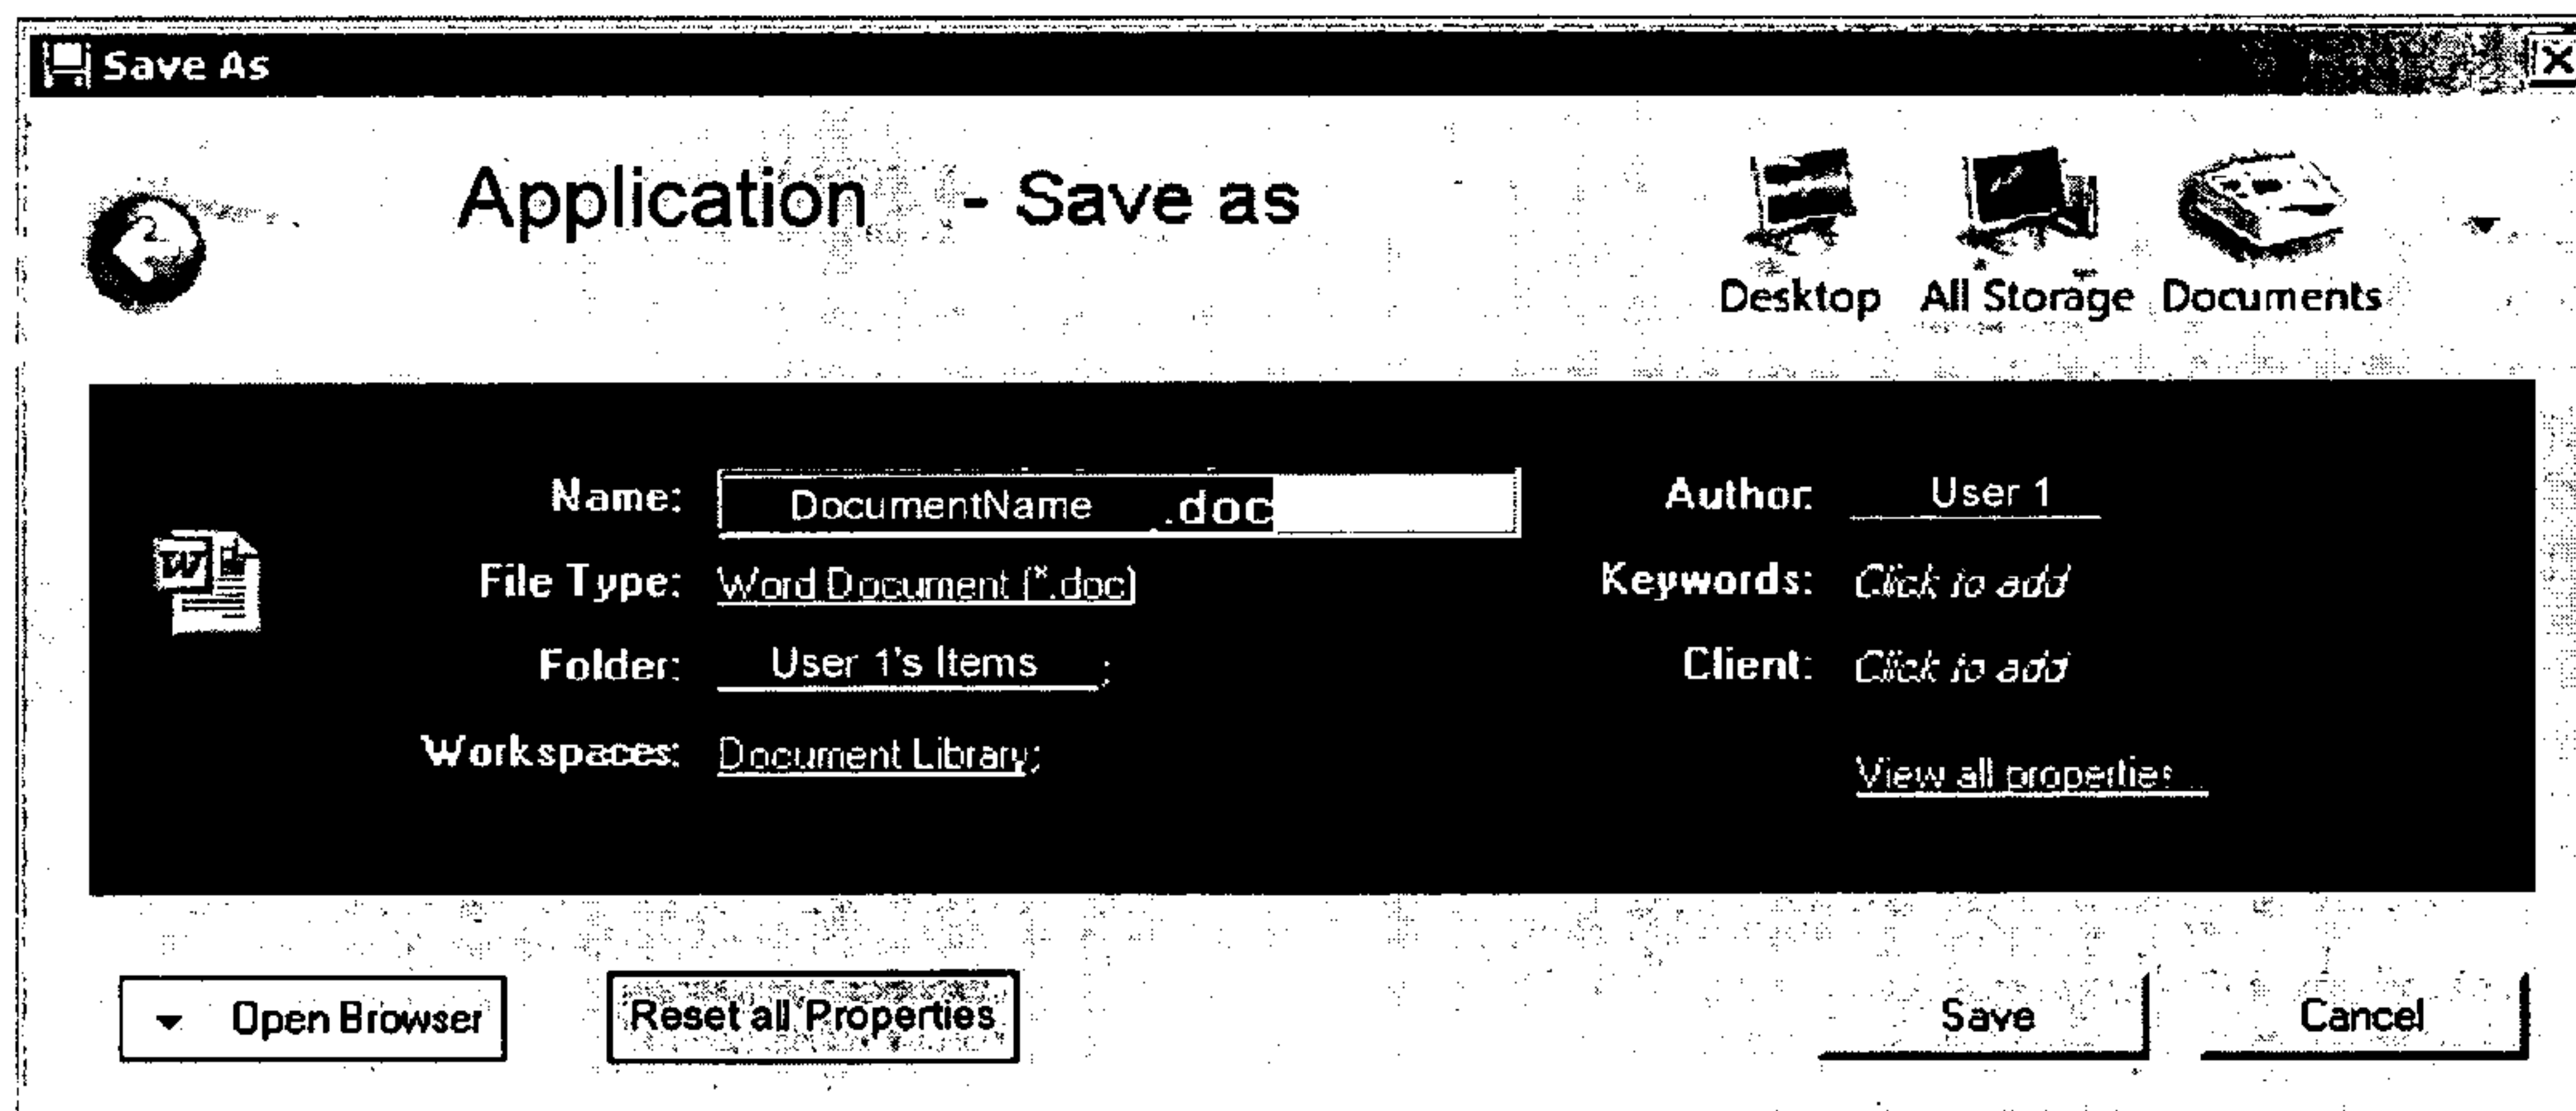 Save As
Application - Save as
Desktop All Storage Documents
Name: DocumentName .doc
Author: User 1
File Type: Word Document (*.doc)
Keywords: Click to add
Folder: User 1's Items ;
Client: Click to add
Workspaces: Document Library;
View all properties...
Open Browser
Reset all Properties
Save
Cancel